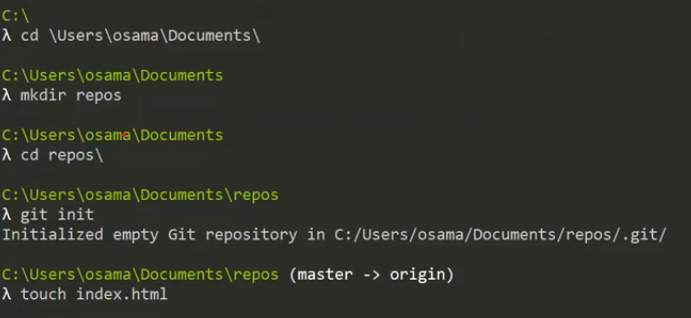 C:\
λ cd \Users\osama\Documents\
C:\Users\osama\Documents
λ mkdir repos
C:\Users\osama\Documents
λ cd repos\
C:\Users\osama\Documents\repos
λ git init
Initialized empty Git repository in C:/Users/osama/Documents/repos/.git/
C:\Users\osama\Documents\repos (master -> origin)
λ touch index.html